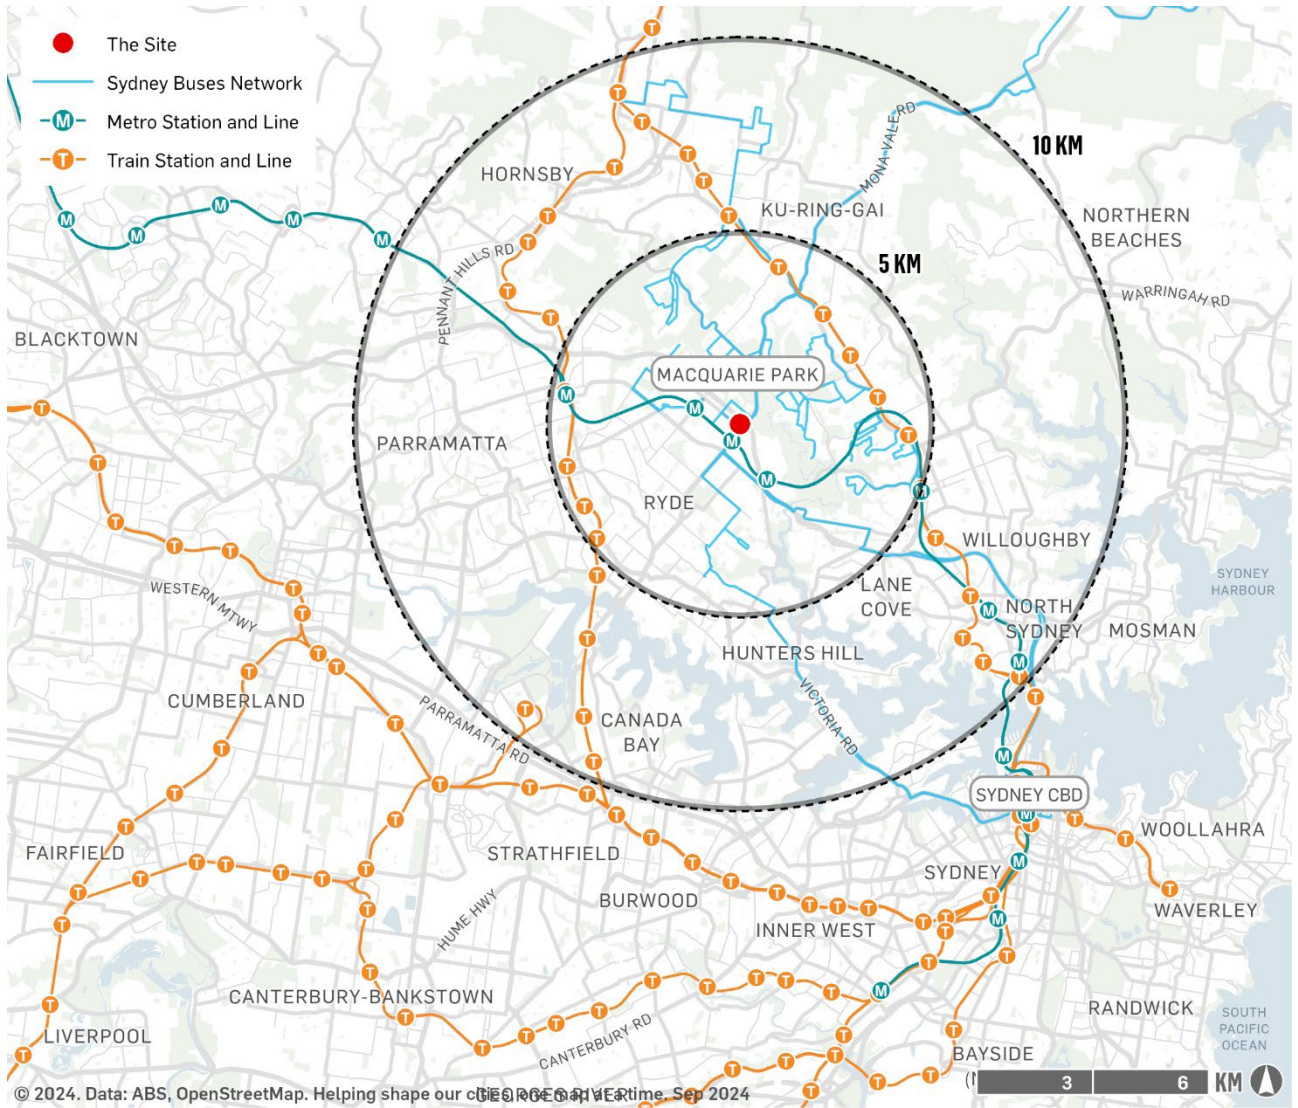 The Site
Sydney Buses Network
M Metro Station and Line
T Train Station and Line
10 KM
MONA VALE RD
HORNSBY
KU-RING-GAI
NORTHERN
BEACHES
PENNANT HILLS RD
5 KM
WARRINGAH RD
BLACKTOWN
MACQUARIE PARK
PARRAMATTA
RYDE
WILLOUGHBY
LANE
COVE
SYDNEY
HARBOUR
WESTERN MTWY
NORTH
SYDNEY
MOSMAN
HUNTERS HILL
CUMBERLAND
PARRAMATTA RD
VICTORIA RD
CANADA
BAY
SYDNEY CBD
WOOLLAHRA
FAIRFIELD
STRATHFIELD
SYDNEY
BURWOOD
WAVERLEY
HUME HWY
INNER WEST
CANTERBURY-BANKSTOWN
RANDWICK
LIVERPOOL
CANTERBURY RD
SOUTH
PACIFIC
OCEAN
BAYSIDE
(N
3 6 KM
GEORGES RIVER
© 2024. Data: ABS, OpenStreetMap. Helping shape our cities, one map at a time. Sep 2024